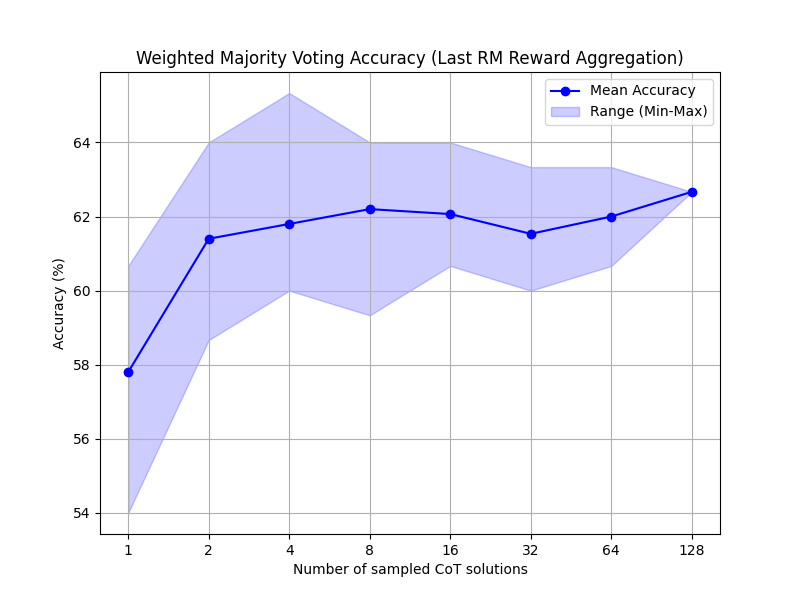 Weighted Majority Voting Accuracy (Last RM Reward Aggregation)
Mean Accuracy
Range (Min-Max)
Accuracy (%)
64
62
60
58
56
54
1 2 4 8 16 32 64 128
Number of sampled CoT solutions